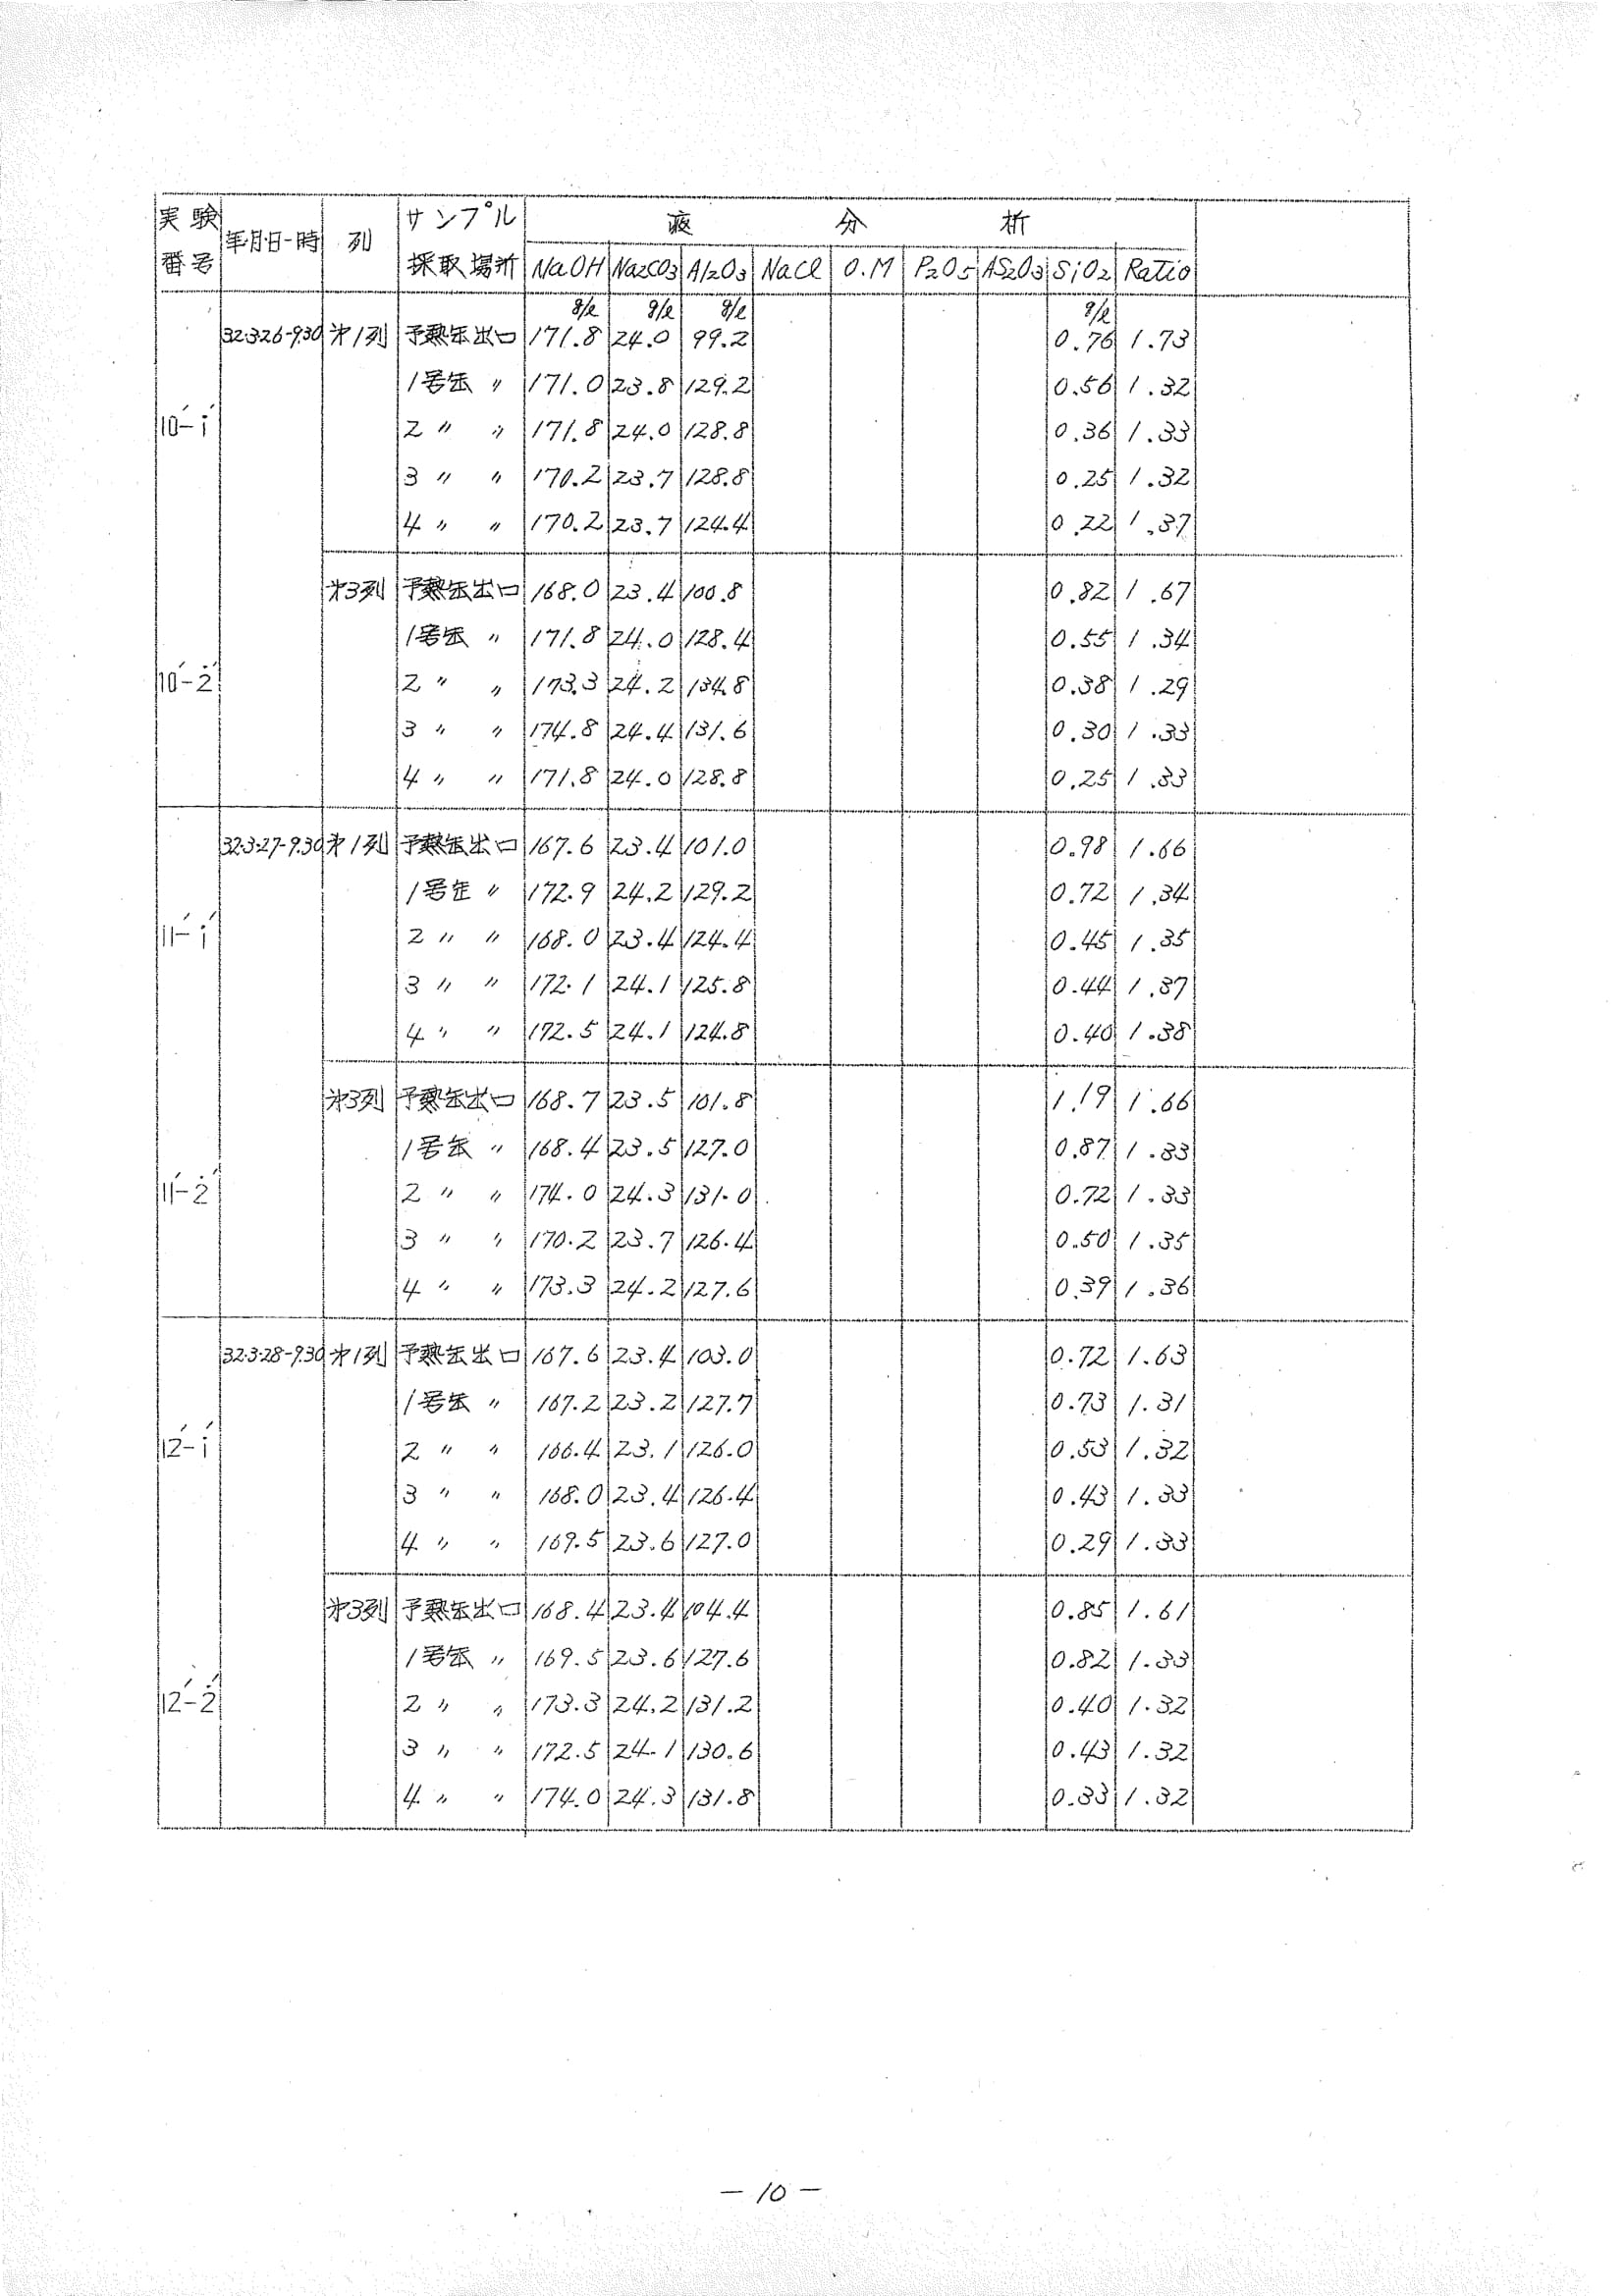 実験 サンプル 液分析
年月日-時 列
番号 採取場所 NaOH Na2CO3 Al2O3 NaCl O.M P2O5 AS2O3 SiO2 Ratio
g/l g/l g/l g/l
32.3.26-9.30 才1列 予熱缶出口 171.8 24.0 99.2 0.76 1.73
1号缶 〃 171.0 23.8 129.2 0.56 1.32
10′-1′ 2 〃 〃 171.8 24.0 128.8 0.36 1.33
3 〃 〃 170.2 23.7 128.8 0.25 1.32
4 〃 〃 170.2 23.7 124.4 0.22 1.37
才3列 予熱缶出口 168.0 23.4 100.8 0.82 1.67
1号缶 〃 171.8 24.0 128.4 0.55 1.34
10′-2′ 2 〃 〃 173.3 24.2 134.8 0.38 1.29
3 〃 〃 174.8 24.4 131.6 0.30 1.33
4 〃 〃 171.8 24.0 128.8 0.25 1.33
32.3.27-9.30 才1列 予熱缶出口 167.6 23.4 101.0 0.98 1.66
1号缶 〃 172.9 24.2 129.2 0.72 1.34
11′-1′ 2 〃 〃 168.0 23.4 124.4 0.45 1.35
3 〃 〃 172.1 24.1 125.8 0.44 1.37
4 〃 〃 172.5 24.1 124.8 0.40 1.38
才3列 予熱缶出口 168.7 23.5 101.8 1.19 1.66
1号缶 〃 168.4 23.5 127.0 0.87 1.33
11′-2′ 2 〃 〃 174.0 24.3 131.0 0.72 1.33
3 〃 〃 170.2 23.7 126.4 0.50 1.35
4 〃 〃 173.3 24.2 127.6 0.39 1.36
32.3.28-9.30 才1列 予熱缶出口 167.6 23.4 103.0 0.72 1.63
1号缶 〃 167.2 23.2 127.7 0.73 1.31
12′-1′ 2 〃 〃 166.4 23.1 126.0 0.53 1.32
3 〃 〃 168.0 23.4 126.4 0.43 1.33
4 〃 〃 169.5 23.6 127.0 0.29 1.33
才3列 予熱缶出口 168.4 23.4 104.4 0.85 1.61
1号缶 〃 169.5 23.6 127.6 0.82 1.33
12′-2′ 2 〃 〃 173.3 24.2 131.2 0.40 1.32
3 〃 〃 172.5 24.1 130.6 0.43 1.32
4 〃 〃 174.0 24.3 131.8 0.33 1.32
— 10 —